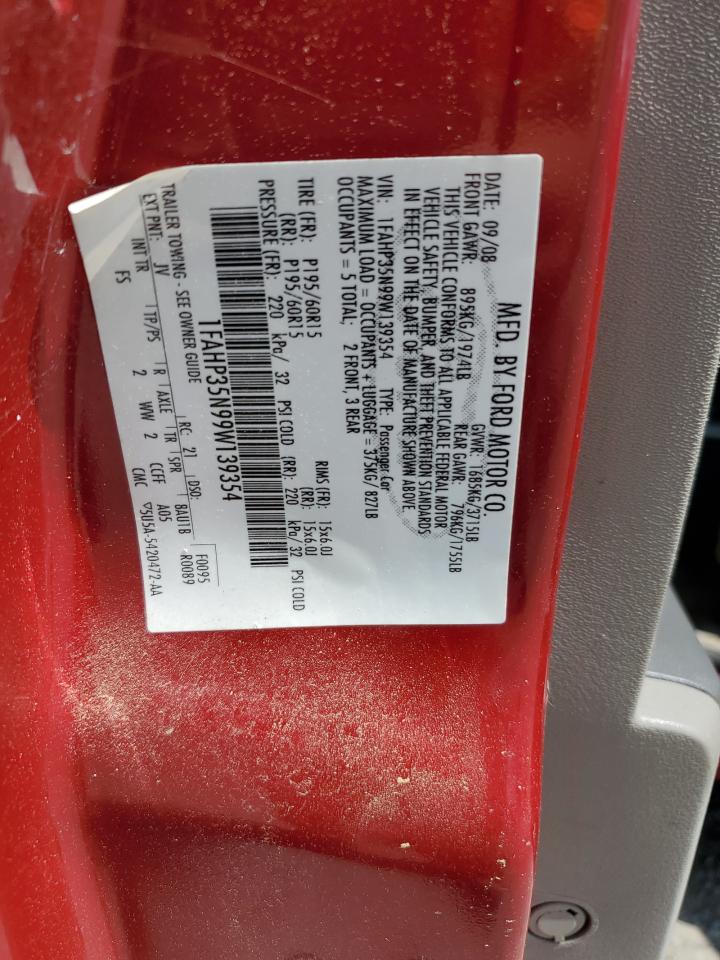 MFD. BY FORD MOTOR CO.
DATE: 09/08 GVWR: 1685KG/3715LB
FRONT GAWR: 895KG/1974LB REAR GAWR: 796KG/1755LB
THIS VEHICLE CONFORMS TO ALL APPLICABLE FEDERAL MOTOR
VEHICLE SAFETY, BUMPER, AND THEFT PREVENTION STANDARDS
IN EFFECT ON THE DATE OF MANUFACTURE SHOWN ABOVE.
VIN: 1FAHP35N99W139354 TYPE: Passenger Car
MAXIMUM LOAD = OCCUPANTS + LUGGAGE = 375KG/827LB
OCCUPANTS = 5 TOTAL; 2 FRONT, 3 REAR
RIMS (FR): 15x6.0J
TIRE (FR): P195/60R15 (RR): 15x6.0J
(RR): P195/60R15
PRESSURE (FR): 220 kPa/ 32 PSI COLD (RR): 220 kPa/ 32 PSI COLD
1FAHP35N99W139354
TRAILER TOWING - SEE OWNER GUIDE
EXT PNT: JV RC: 21 DSO: F0095
R0089
INT TR TP/PS R AXLE TR SPR 8AU1B
FS 2 WW 2 CCFF A05
CMC 5U5A-5420472-AA